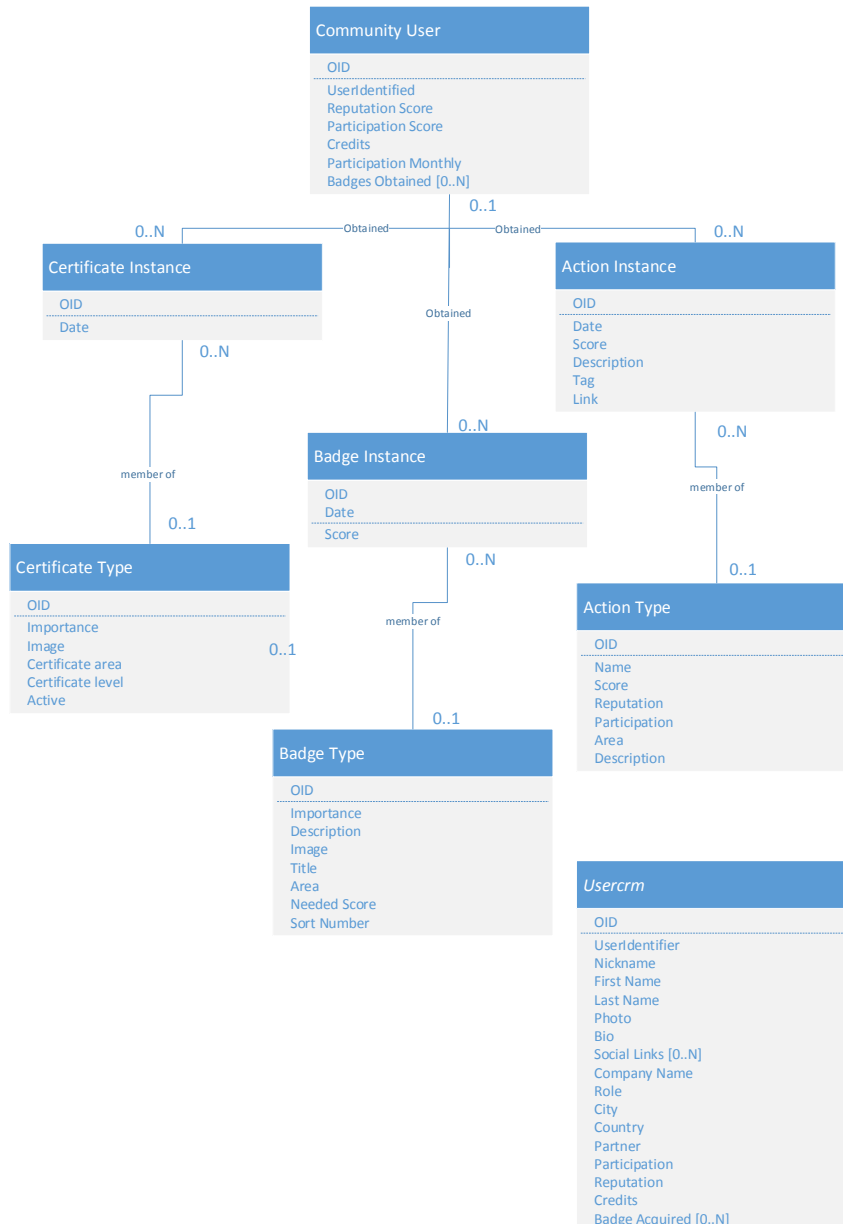 Community User
OID
UserIdentified
Reputation Score
Participation Score
Credits
Participation Monthly
Badges Obtained [0..N]
0..1
0..N
Obtained
Obtained
0..N
Certificate Instance
OID
Date
0..N
Action Instance
OID
Date
Score
Description
Tag
Link
0..N
Obtained
0..N
Badge Instance
OID
Date
Score
0..N
member of
0..1
Certificate Type
OID
Importance
Image
Certificate area
Certificate level
Active
0..1
member of
0..1
Badge Type
OID
Importance
Description
Image
Title
Area
Needed Score
Sort Number
member of
0..1
Action Type
OID
Name
Score
Reputation
Participation
Area
Description
Usercrm
OID
UserIdentifier
Nickname
First Name
Last Name
Photo
Bio
Social Links [0..N]
Company Name
Role
City
Country
Partner
Participation
Reputation
Credits
Badge Acquired [0..N]